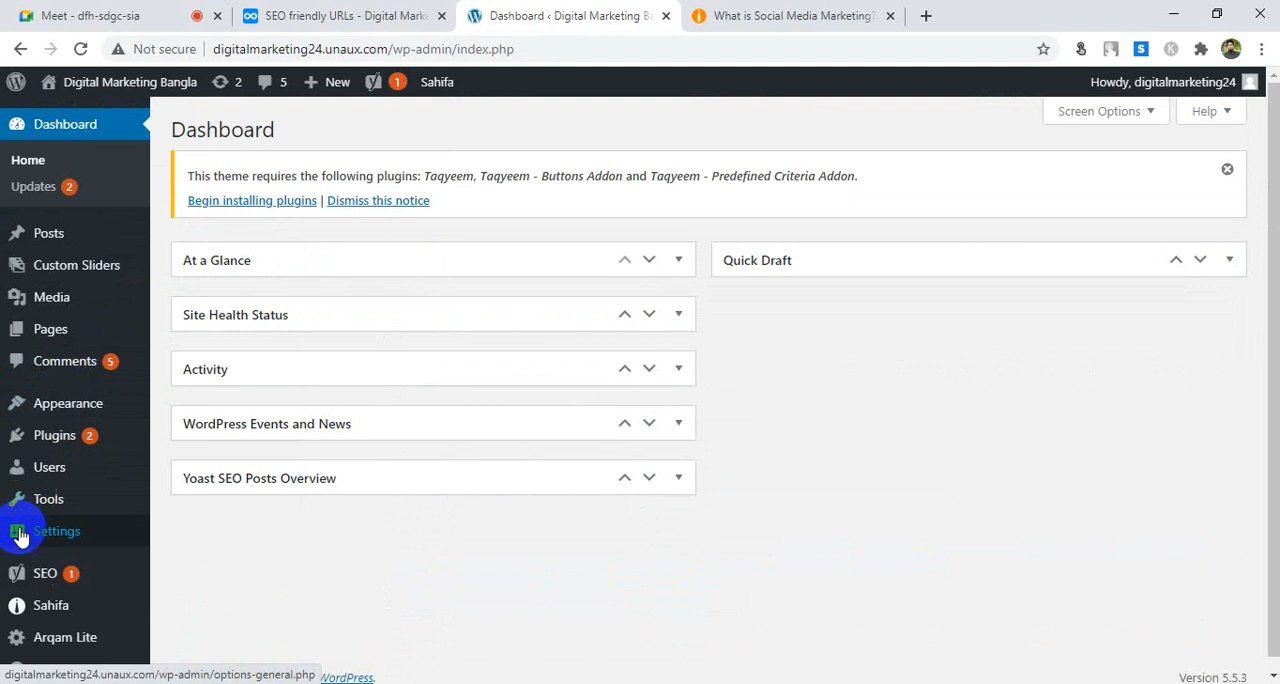 Meet - dfh-sdgc-sia
SEO friendly URLs - Digital Marke
Dashboard ‹ Digital Marketing Ba
What is Social Media Marketing?
Not secure
digitalmarketing24.unaux.com/wp-admin/index.php
Digital Marketing Bangla
2
5
New
1
Sahifa
Howdy, digitalmarketing24
Dashboard
Home
Updates 2
Posts
Custom Sliders
Media
Pages
Comments 5
Appearance
Plugins 2
Users
Tools
Settings
SEO 1
Sahifa
Arqam Lite
Screen Options
Help
Dashboard
This theme requires the following plugins: Taqyeem, Taqyeem - Buttons Addon and Taqyeem - Predefined Criteria Addon.
Begin installing plugins | Dismiss this notice
At a Glance
Quick Draft
Site Health Status
Activity
WordPress Events and News
Yoast SEO Posts Overview
digitalmarketing24.unaux.com/wp-admin/options-general.php
WordPress.
Version 5.5.3